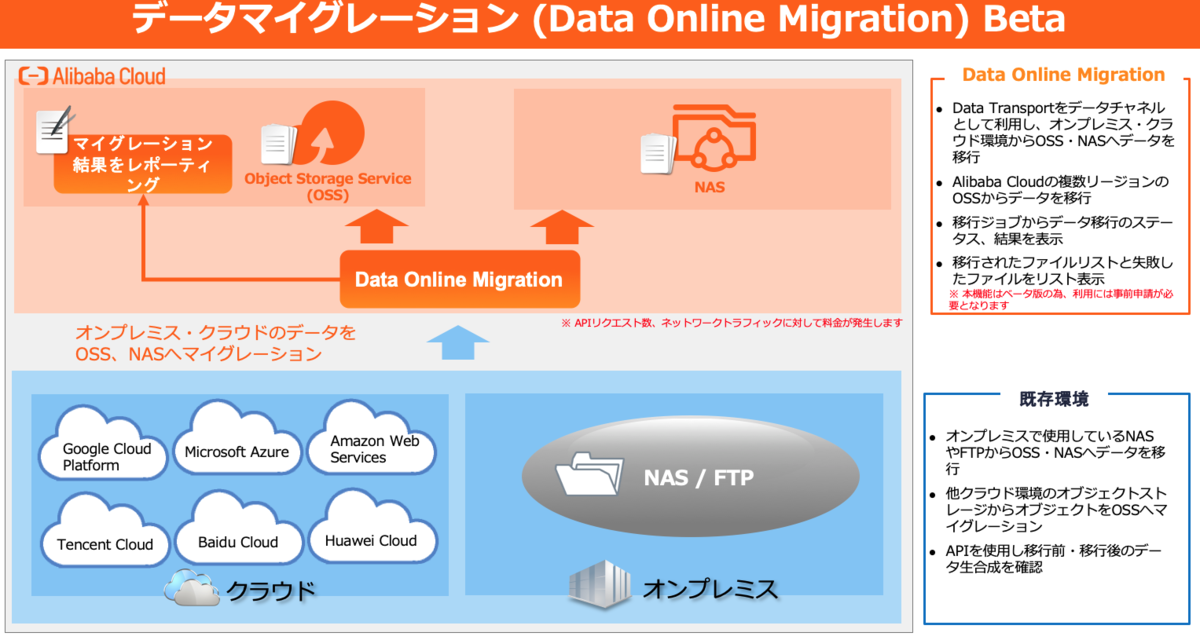 データマイグレーション (Data Online Migration) Beta
Alibaba Cloud
マイグレーション
結果をレポーティ
ング
Object Storage Service
(OSS)
NAS
Data Online Migration
オンプレミス・クラウドのデータを
OSS、NASへマイグレーション
※ APIリクエスト数、ネットワークトラフィックに対して料金が発生します
Google Cloud
Platform
Microsoft Azure
Amazon Web
Services
Tencent Cloud
Baidu Cloud
Huawei Cloud
クラウド
NAS / FTP
オンプレミス
Data Online Migration
• Data Transportをデータチャネル
として利用し、オンプレミス・クラ
ウド環境からOSS・NASへデータを
移行
• Alibaba Cloudの複数リージョンの
OSSからデータを移行
• 移行ジョブからデータ移行のステー
タス、結果を表示
• 移行されたファイルリストと失敗し
たファイルをリスト表示
※ 本機能はベータ版の為、利用には事前申請が必
要となります
既存環境
• オンプレミスで使用しているNAS
やFTPからOSS・NASへデータを移
行
• 他クラウド環境のオブジェクトスト
レージからオブジェクトをOSSへマ
イグレーション
• APIを使用し移行前・移行後のデー
タ生合成を確認